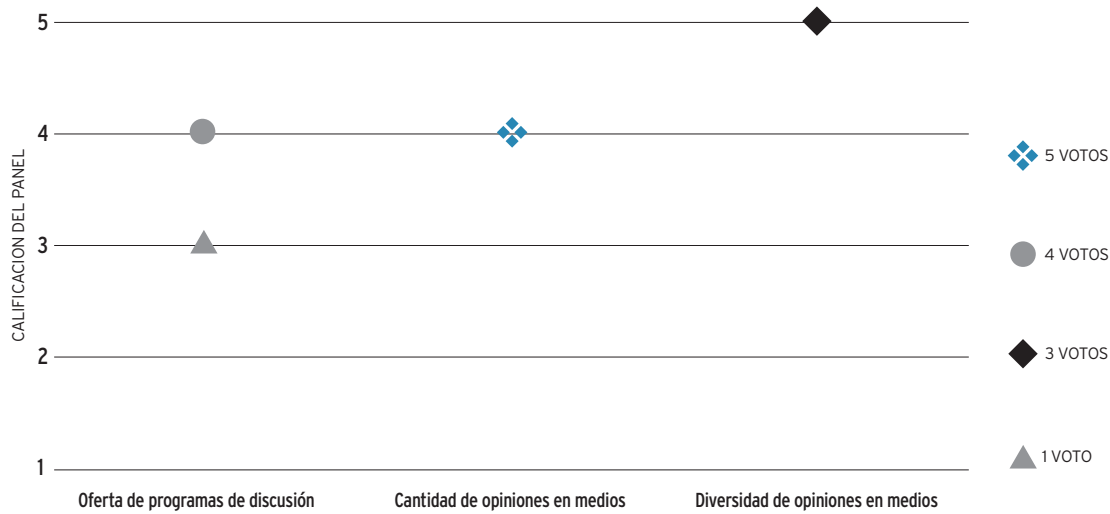 5
4
3
2
1
CALIFICACION DEL PANEL
Oferta de programas de discusión
Cantidad de opiniones en medios
Diversidad de opiniones en medios
5 VOTOS
4 VOTOS
3 VOTOS
1 VOTO